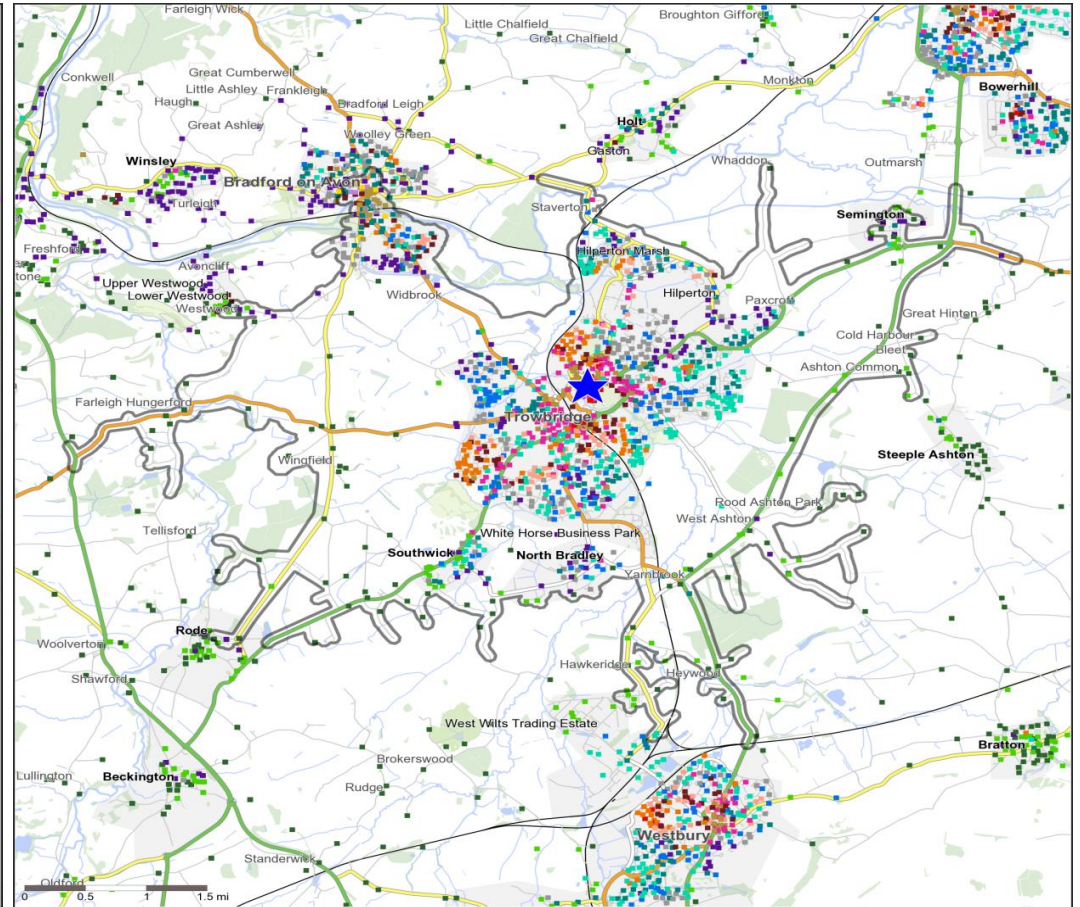 Farleigh Wick
Broughton Gifford
Little Chalfield
Great Chalfield
Conkwell
Great Cumberwell
Monkton
Bowerhill
Little Ashley
Frankleigh
Haugh
Bradford Leigh
Great Ashley
Holt
Woolley Green
Gaston
Winsley
Whaddon
Outmarsh
Bradford on Avon
Turleigh
Staverton
Semington
Freshford
Hilperton Marsh
Avoncliff
tone
Upper Westwood
Hilperton
Lower Westwood
Widbrook
Paxcroft
Westwood
Great Hinton
Cold Harbour
Bleet
Ashton Common
Farleigh Hungerford
Trowbridge
Steeple Ashton
Wingfield
Rood Ashton Park
West Ashton
Tellisford
White Horse Business Park
Southwick
North Bradley
Yarnbrook
Rode
Woolverton
Hawkeridge
Heywood
Shawford
West Wilts Trading Estate
Bratton
Brokerswood
Lullington
Beckington
Rudge
Westbury
Standerwick
Oldford
0 0.5 1 1.5 mi